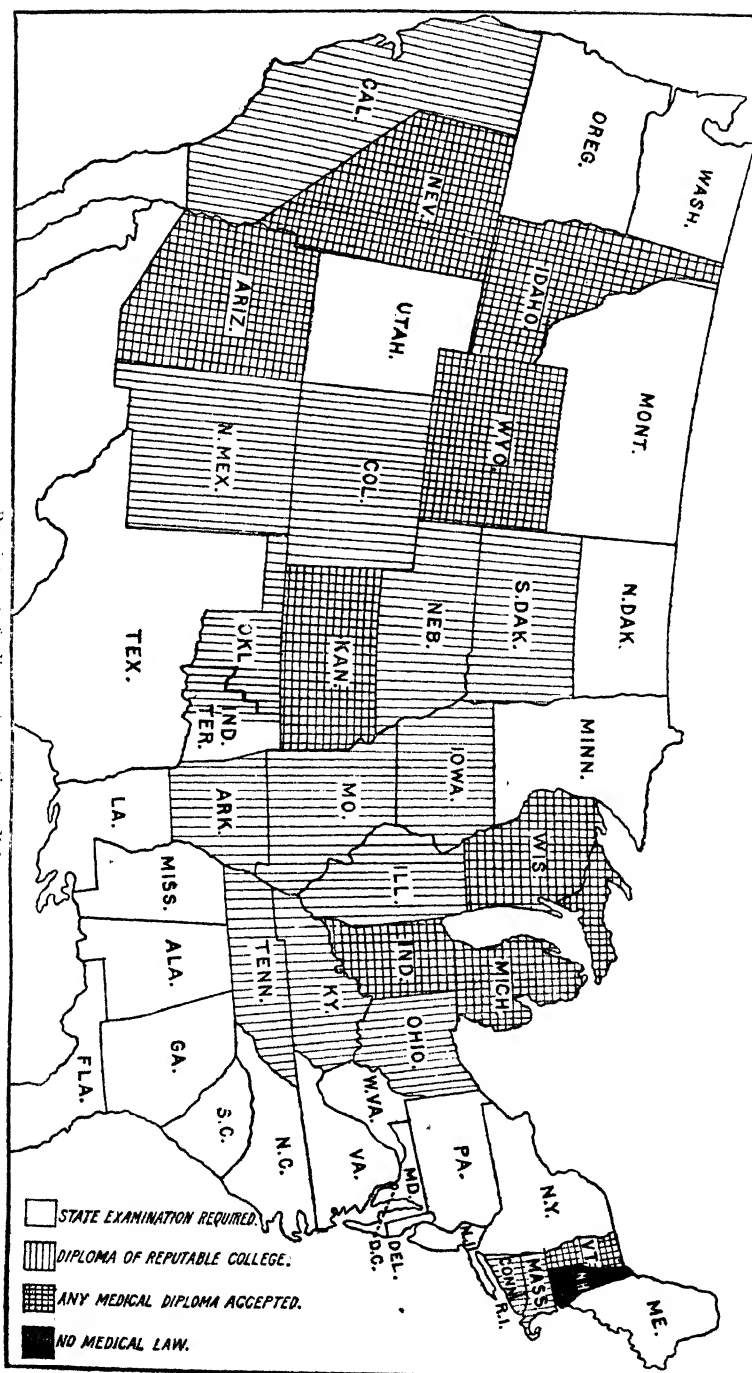 WASH.
OREG.
CAL.
NEV.
IDAHO.
MONT.
WYO.
UTAH.
ARIZ.
N. MEX.
COL.
N. DAK.
S. DAK.
NEB.
KAN.
OKL.
IND.
TER.
TEX.
MINN.
IOWA.
MO.
ARK.
LA.
WIS.
ILL.
MICH
IND.
OHIO.
KY.
TENN.
MISS.
ALA.
GA.
FLA.
S.C.
N.C.
VA.
W.VA.
MD.
DEL.
D.C.
PA.
N.J.
N.Y.
CONN.
R.I.
MASS
VT.
NH
ME.
STATE EXAMINATION REQUIRED.
DIPLOMA OF REPUTABLE COLLEGE.
ANY MEDICAL DIPLOMA ACCEPTED.
NO MEDICAL LAW.